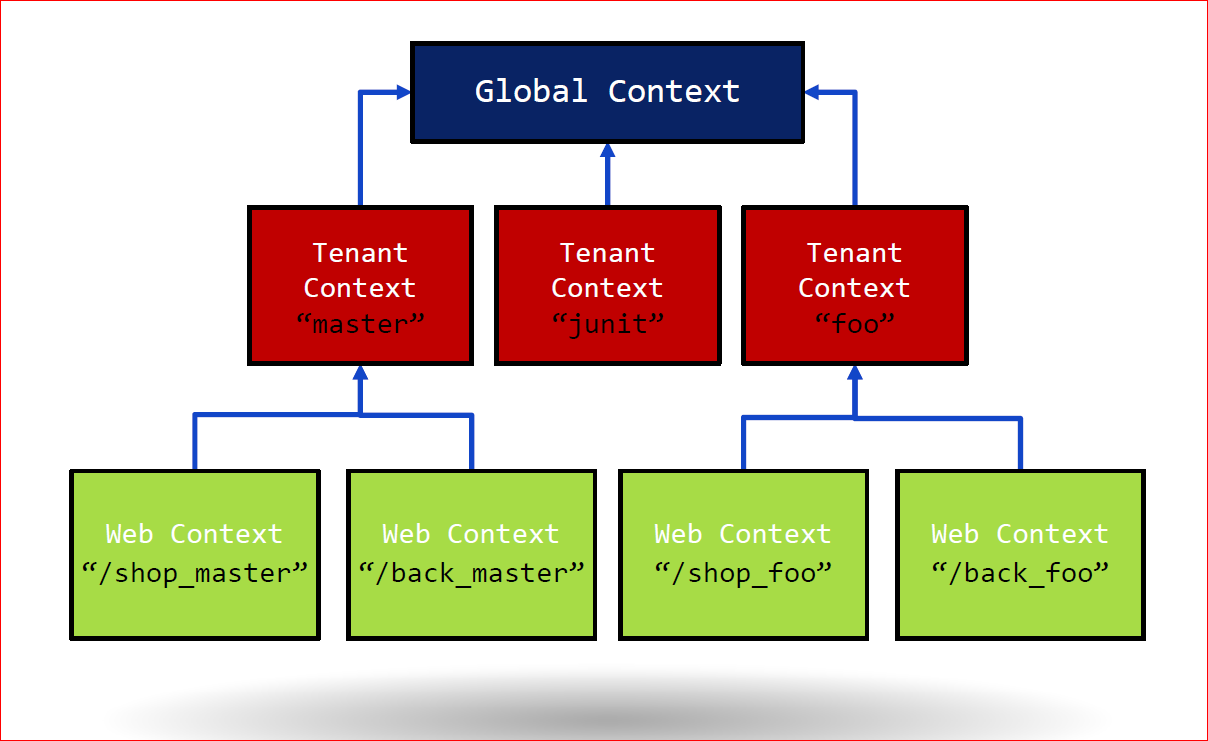 Global Context
Tenant
Context
“master”
Tenant
Context
“junit”
Tenant
Context
“foo”
Web Context
“/shop_master”
Web Context
“/back_master”
Web Context
“/shop_foo”
Web Context
“/back_foo”